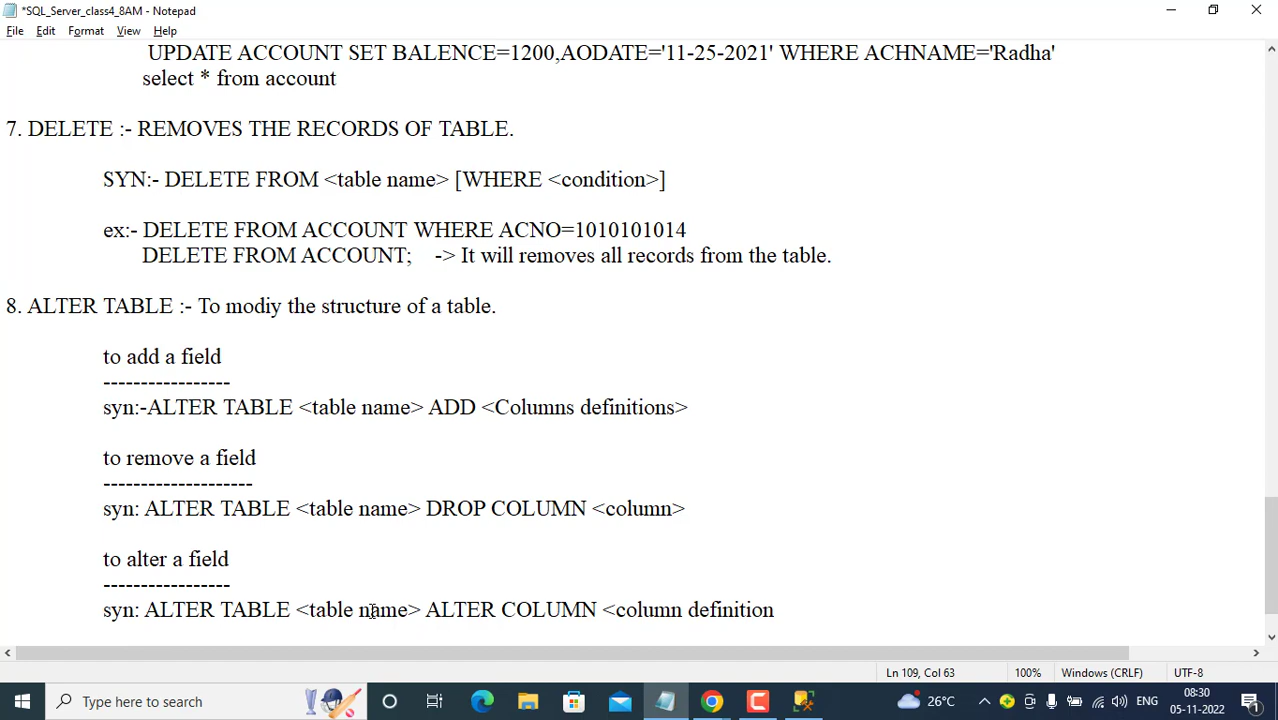 *SQL_Server_class4_8AM - Notepad
File Edit Format View Help
UPDATE ACCOUNT SET BALENCE=1200,AODATE='11-25-2021' WHERE ACHNAME='Radha'
select * from account
7. DELETE :- REMOVES THE RECORDS OF TABLE.
SYN:- DELETE FROM <table name> [WHERE <condition>]
ex:- DELETE FROM ACCOUNT WHERE ACNO=1010101014
DELETE FROM ACCOUNT; -> It will removes all records from the table.
8. ALTER TABLE :- To modiy the structure of a table.
to add a field
-----------------
syn:-ALTER TABLE <table name> ADD <Columns definitions>
to remove a field
--------------------
syn: ALTER TABLE <table name> DROP COLUMN <column>
to alter a field
-----------------
syn: ALTER TABLE <table name> ALTER COLUMN <column definition
Ln 109, Col 63 100% Windows (CRLF) UTF-8
Type here to search 26°C ENG 08:30
05-11-2022 1